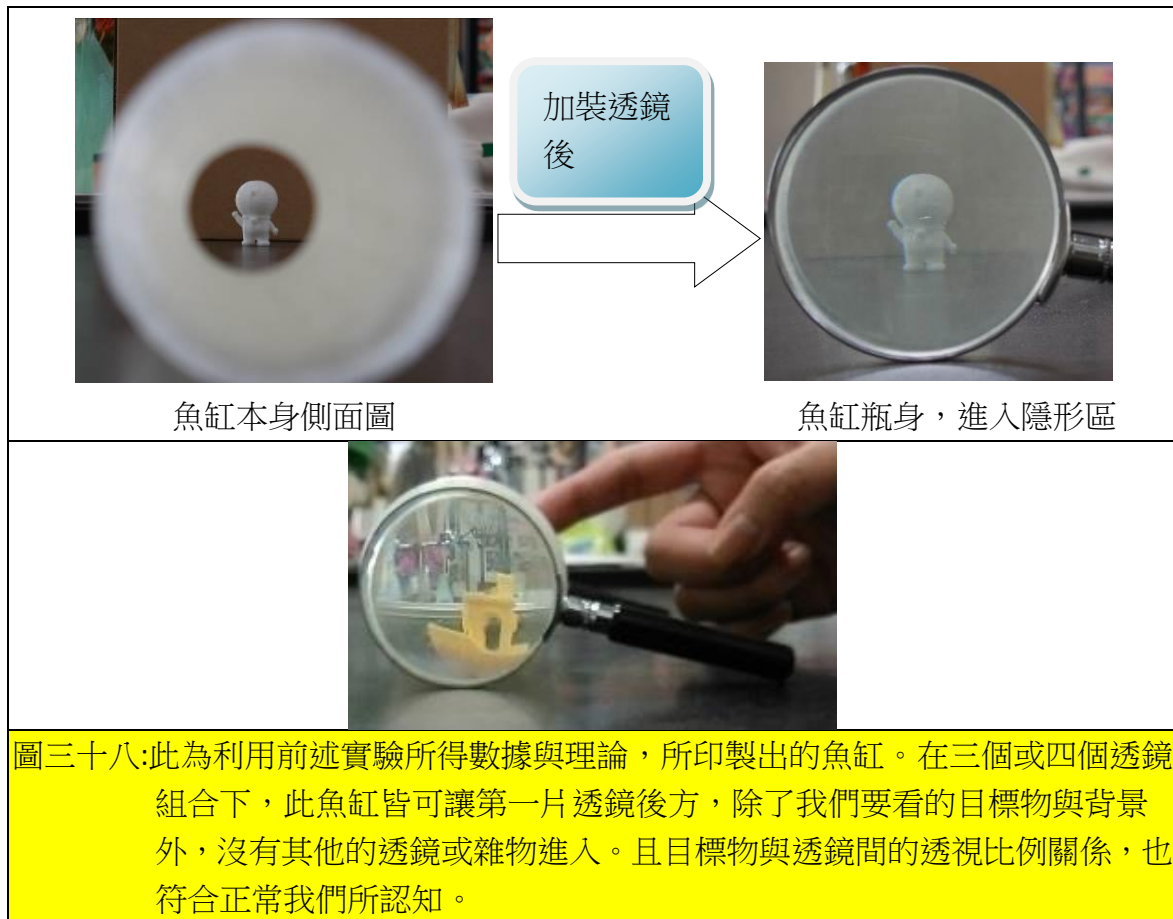 加裝透鏡
後
魚缸本身側面圖
魚缸瓶身，進入隱形區
圖三十八:此為利用前述實驗所得數據與理論，所印製出的魚缸。在三個或四個透鏡
組合下，此魚缸皆可讓第一片透鏡後方，除了我們要看的目標物與背景
外，沒有其他的透鏡或雜物進入。且目標物與透鏡間的透視比例關係，也
符合正常我們所認知。